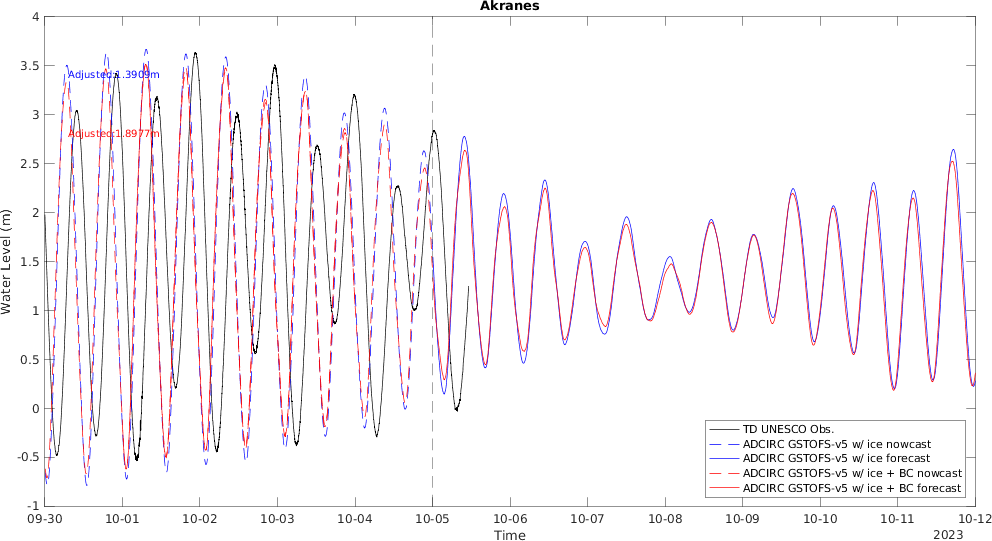 Akranes
Water Level (m)
4
3.5
3
2.5
2
1.5
1
0.5
0
-0.5
-1
Adjusted:1.3909m
Adjusted:1.8977m
TD UNESCO Obs.
ADCIRC GSTOFS-v5 w/ ice nowcast
ADCIRC GSTOFS-v5 w/ ice forecast
ADCIRC GSTOFS-v5 w/ ice + BC nowcast
ADCIRC GSTOFS-v5 w/ ice + BC forecast
09-30 10-01 10-02 10-03 10-04 10-05 10-06 10-07 10-08 10-09 10-10 10-11 10-12
Time
2023